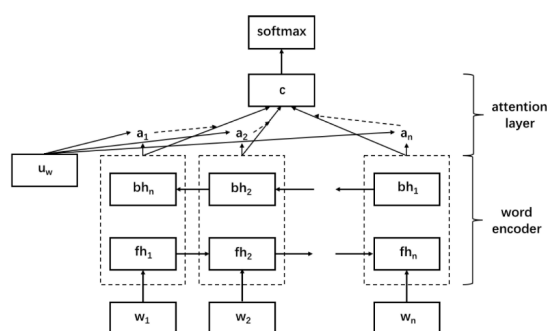 softmax
c
attention
layer
a1 a2 an
uw
bhn bh2 bh1
word
encoder
fh1 fh2 fhn
w1 w2 wn